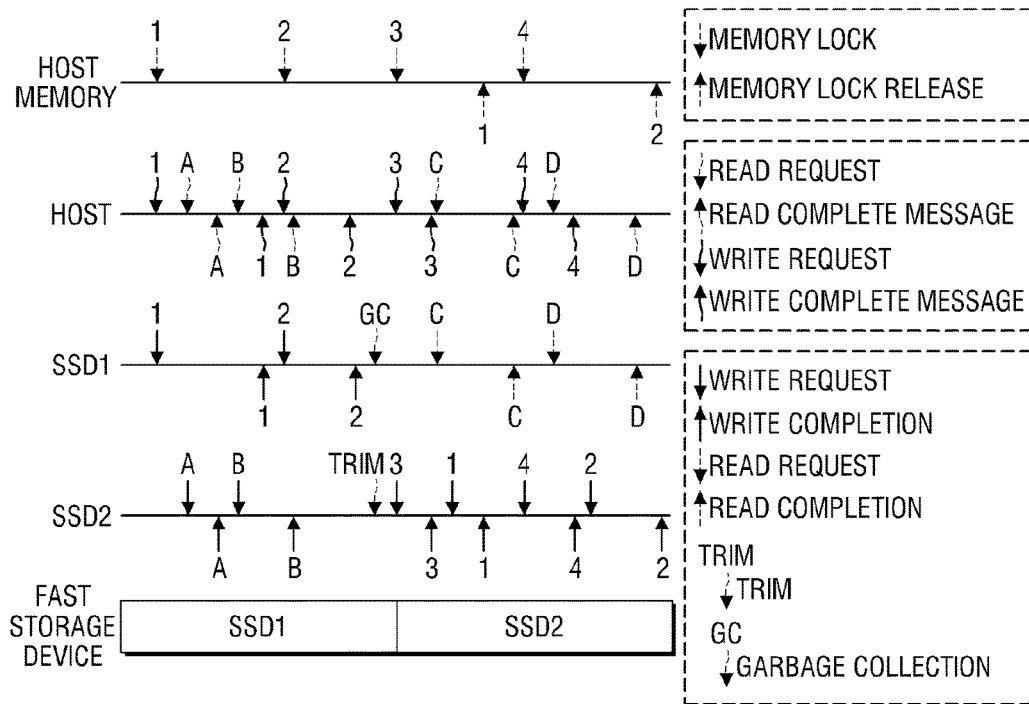 1 2 3 4
HOST MEMORY
1 2
MEMORY LOCK
MEMORY LOCK RELEASE
1 A B 2 3 C 4 D
HOST
A 1 B 2 3 C 4 D
READ REQUEST
READ COMPLETE MESSAGE
WRITE REQUEST
WRITE COMPLETE MESSAGE
1 2 GC C D
SSD1
1 2 C D
A B TRIM 3 1 4 2
SSD2
A B 3 1 4 2
WRITE REQUEST
WRITE COMPLETION
READ REQUEST
READ COMPLETION
TRIM
TRIM
GC
GARBAGE COLLECTION
FAST
STORAGE
DEVICE
SSD1 SSD2